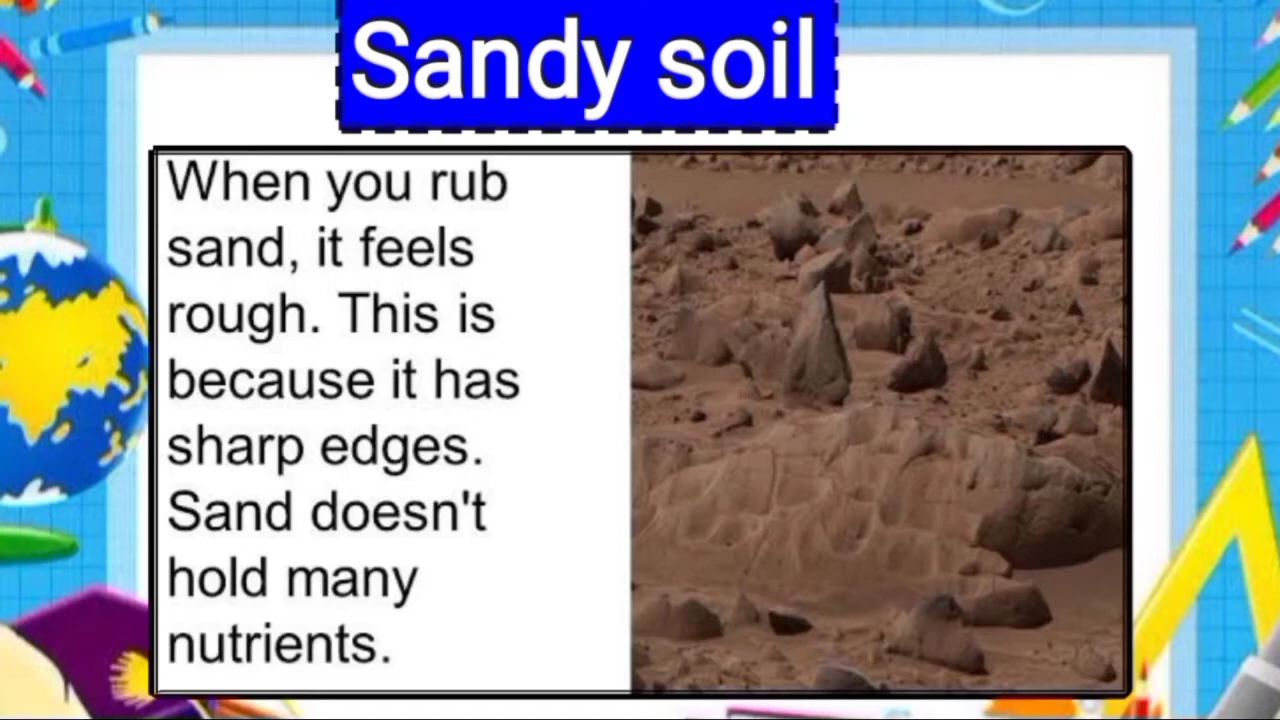 Sandy soil
When you rub
sand, it feels
rough. This is
because it has
sharp edges.
Sand doesn't
hold many
nutrients.